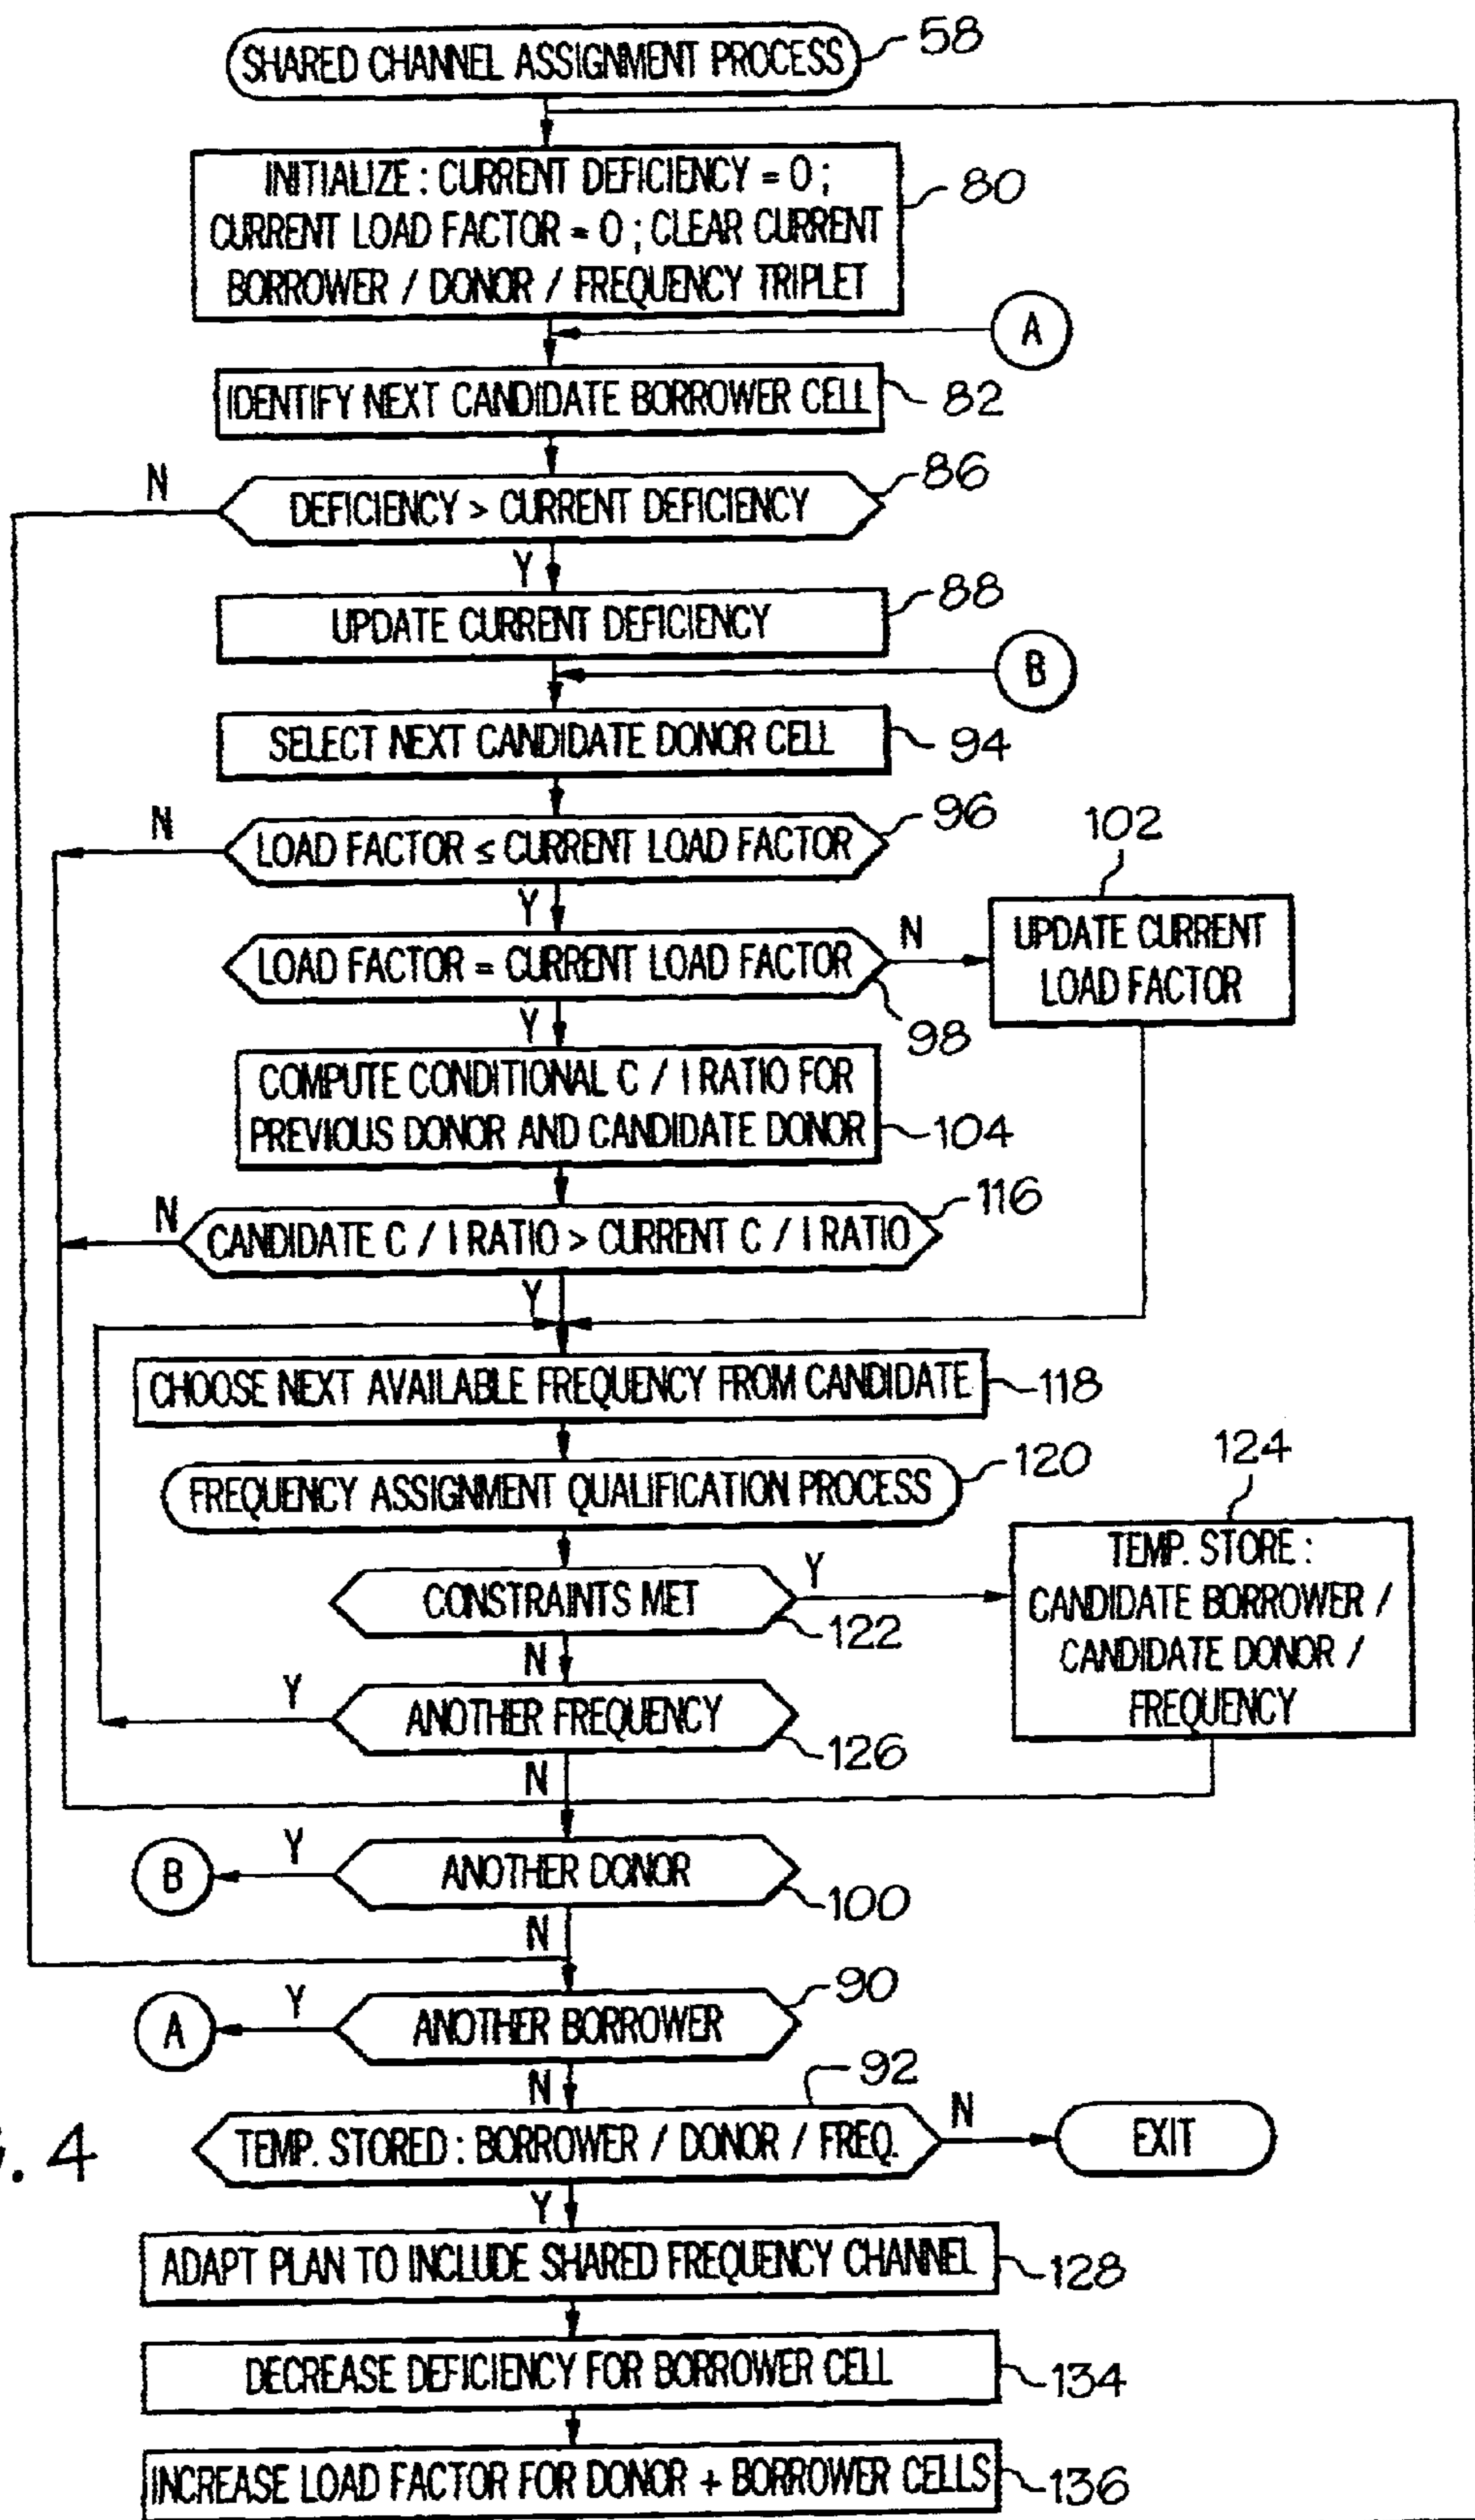 SHARED CHANNEL ASSIGNMENT PROCESS
58
INITIALIZE : CURRENT DEFICIENCY = 0 ;
CURRENT LOAD FACTOR = 0 ; CLEAR CURRENT
BORROWER / DONOR / FREQUENCY TRIPLET
80
A
IDENTIFY NEXT CANDIDATE BORROWER CELL
82
N
DEFICIENCY > CURRENT DEFICIENCY
86
Y
UPDATE CURRENT DEFICIENCY
88
B
SELECT NEXT CANDIDATE DONOR CELL
94
N
LOAD FACTOR ≤ CURRENT LOAD FACTOR
96
102
Y
LOAD FACTOR = CURRENT LOAD FACTOR
N
98
UPDATE CURRENT
LOAD FACTOR
Y
COMPUTE CONDITIONAL C / I RATIO FOR
PREVIOUS DONOR AND CANDIDATE DONOR
104
N
CANDIDATE C / I RATIO > CURRENT C / I RATIO
116
Y
CHOOSE NEXT AVAILABLE FREQUENCY FROM CANDIDATE
118
FREQUENCY ASSIGNMENT QUALIFICATION PROCESS
120
124
CONSTRAINTS MET
Y
122
TEMP. STORE :
CANDIDATE BORROWER /
CANDIDATE DONOR /
FREQUENCY
N
Y
ANOTHER FREQUENCY
126
N
B
Y
ANOTHER DONOR
100
N
A
Y
ANOTHER BORROWER
90
N
92
TEMP. STORED : BORROWER / DONOR / FREQ.
N
EXIT
. 4
Y
ADAPT PLAN TO INCLUDE SHARED FREQUENCY CHANNEL
128
DECREASE DEFICIENCY FOR BORROWER CELL
134
INCREASE LOAD FACTOR FOR DONOR + BORROWER CELLS
136